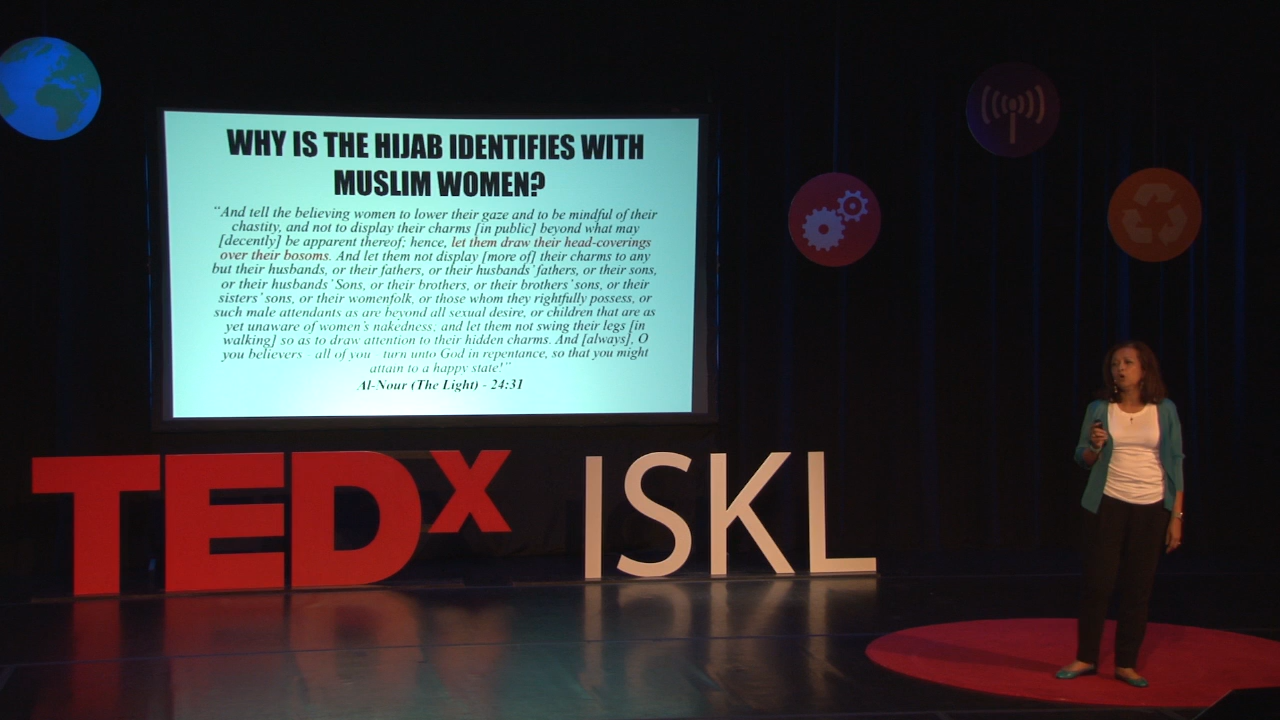 WHY IS THE HIJAB IDENTIFIES WITH
MUSLIM WOMEN?
“And tell the believing women to lower their gaze and to be mindful of their
chastity, and not to display their charms [in public] beyond what may
[decently] be apparent thereof; hence, let them draw their head-coverings
over their bosoms. And let them not display [more of] their charms to any
but their husbands, or their fathers, or their husbands’ fathers, or their sons,
or their husbands’ Sons, or their brothers, or their brothers’ sons, or their
sisters’ sons, or their womenfolk, or those whom they rightfully possess, or
such male attendants as are beyond all sexual desire, or children that are as
yet unaware of women’s nakedness; and let them not swing their legs [in
walking] so as to draw attention to their hidden charms. And [always], O
you believers - all of you - turn unto God in repentance, so that you might
attain to a happy state!”
Al-Nour (The Light) - 24:31
TEDx ISKL